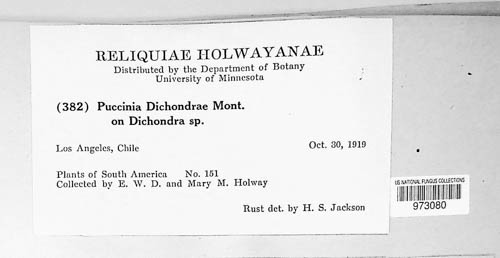 RELIQUIAE HOLWAYANAE
Distributed by the Department of Botany
University of Minnesota
(382) Puccinia Dichondrae Mont.
on Dichondra sp.
Los Angeles, Chile Oct. 30, 1919
Plants of South America No. 151
Collected by E. W. D. and Mary M. Holway
Rust det. by H. S. Jackson
US NATIONAL FUNGUS COLLECTIONS
973080